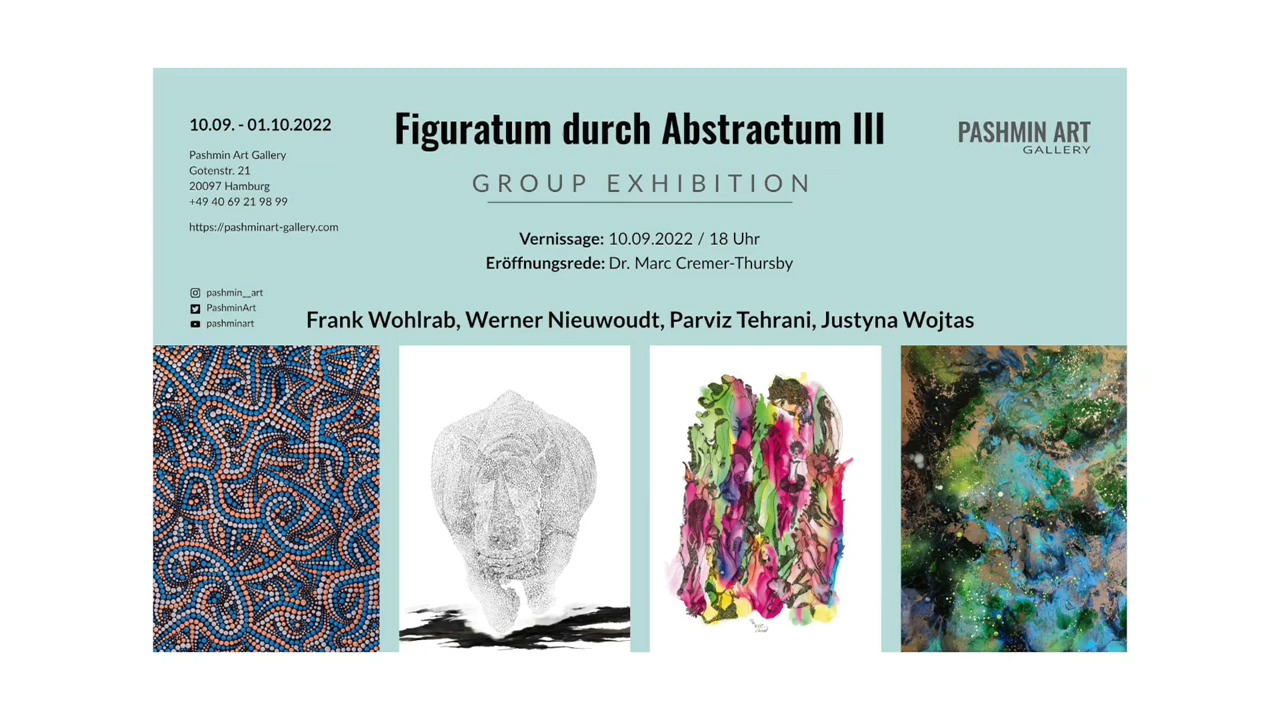 10.09. - 01.10.2022
Pashmin Art Gallery
Gotenstr. 21
20097 Hamburg
+49 40 69 21 98 99
https://pashminart-gallery.com
pashmin__art
PashminArt
pashminart
Figuratum durch Abstractum III
GROUP EXHIBITION
Vernissage: 10.09.2022 / 18 Uhr
Eröffnungsrede: Dr. Marc Cremer-Thursby
PASHMIN ART
GALLERY
Frank Wohlrab, Werner Nieuwoudt, Parviz Tehrani, Justyna Wojtas